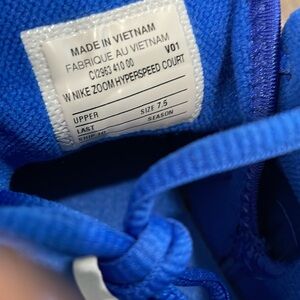 MADE IN VIETNAM
FABRIQUE AU VIETNAM
CI2963 410 00 V01
W NIKE ZOOM HYPERSPEED COURT
UPPER SIZE 7.5
LAST SEASON